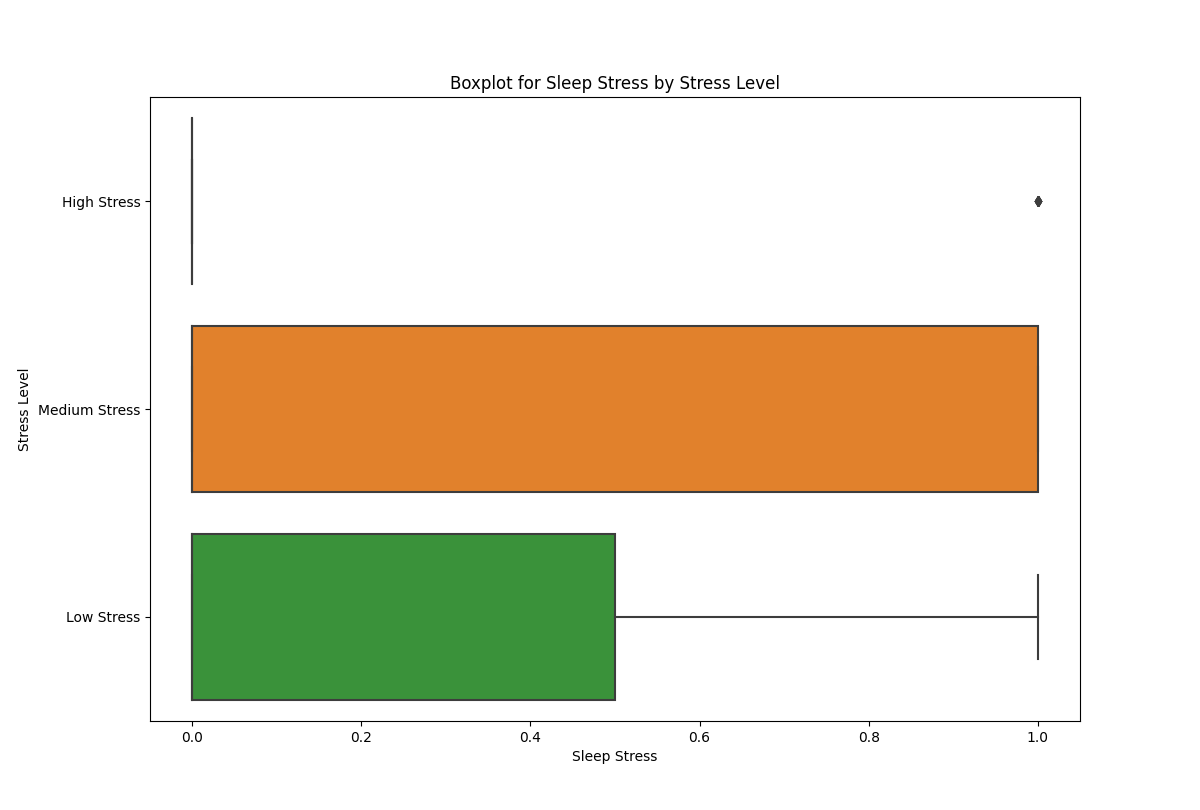 Boxplot for Sleep Stress by Stress Level
High Stress
Medium Stress
Low Stress
Stress Level
0.0 0.2 0.4 0.6 0.8 1.0
Sleep Stress